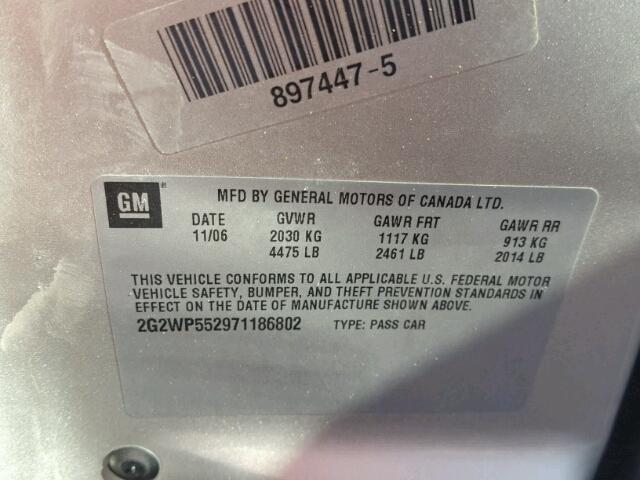 897447-5
GM
®
MFD BY GENERAL MOTORS OF CANADA LTD.
DATE GVWR GAWR FRT GAWR RR
11/06 2030 KG 1117 KG 913 KG
4475 LB 2461 LB 2014 LB
THIS VEHICLE CONFORMS TO ALL APPLICABLE U.S. FEDERAL MOTOR
VEHICLE SAFETY, BUMPER, AND THEFT PREVENTION STANDARDS IN
EFFECT ON THE DATE OF MANUFACTURE SHOWN ABOVE.
2G2WP552971186802 TYPE: PASS CAR